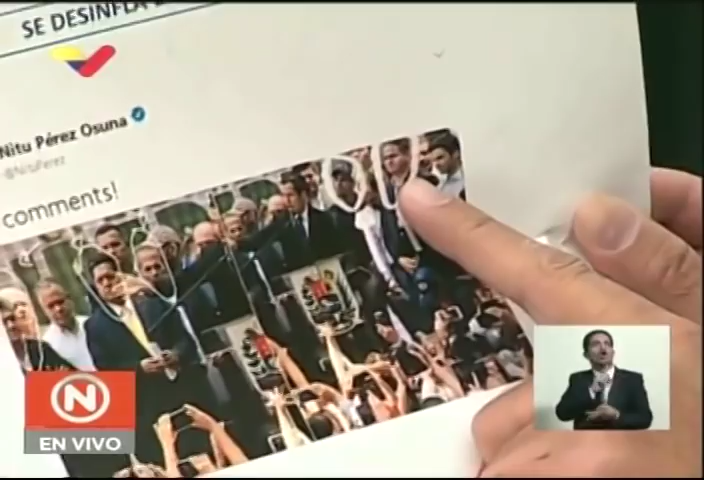 SE DESINFLA
Nitu Pérez Osuna
@NituPerez
comments!
N
EN VIVO